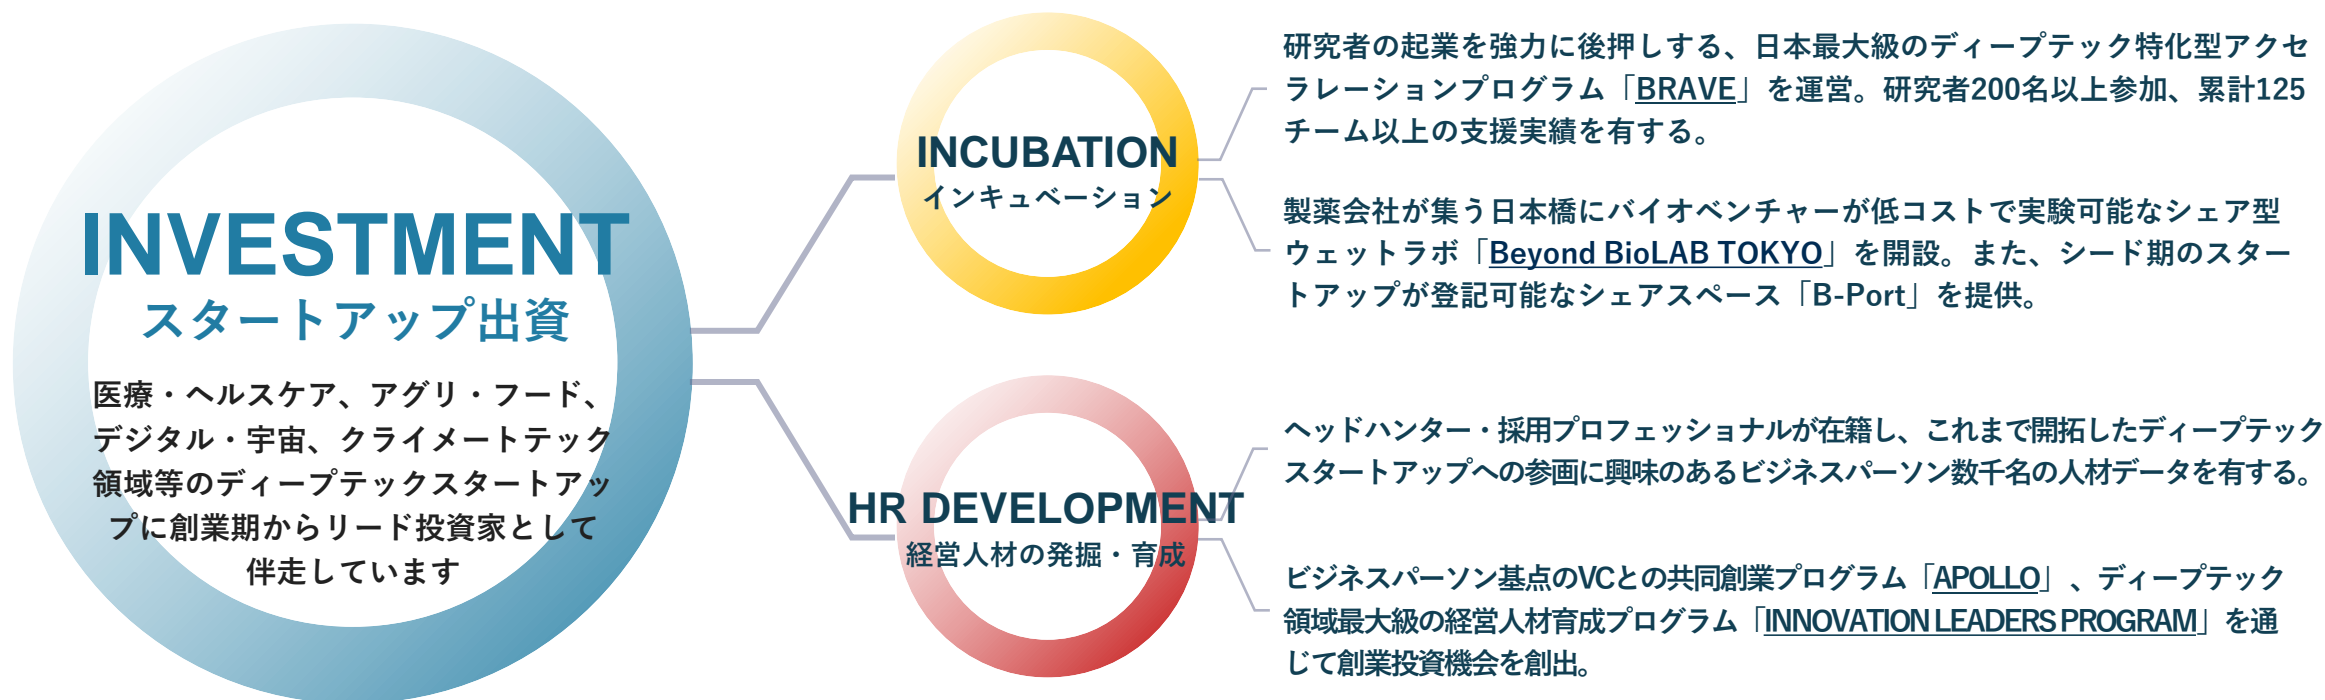 INVESTMENT
スタートアップ出資
医療・ヘルスケア、アグリ・フード、
デジタル・宇宙、クライメートテック
領域等のディープテックスタートアッ
プに創業期からリード投資家として
伴走しています
INCUBATION
インキュベーション
研究者の起業を強力に後押しする、日本最大級のディープテック特化型アクセ
ラレーションプログラム「BRAVE」を運営。研究者200名以上参加、累計125
チーム以上の支援実績を有する。
製薬会社が集う日本橋にバイオベンチャーが低コストで実験可能なシェア型
ウェットラボ「Beyond BioLAB TOKYO」を開設。また、シード期のスター
トアップが登記可能なシェアスペース「B-Port」を提供。
HR DEVELOPMENT
経営人材の発掘・育成
ヘッドハンター・採用プロフェッショナルが在籍し、これまで開拓したディープテック
スタートアップへの参画に興味のあるビジネスパーソン数千名の人材データを有する。
ビジネスパーソン基点のVCとの共同創業プログラム「APOLLO」、ディープテック
領域最大級の経営人材育成プログラム「INNOVATION LEADERS PROGRAM」を通
じて創業投資機会を創出。